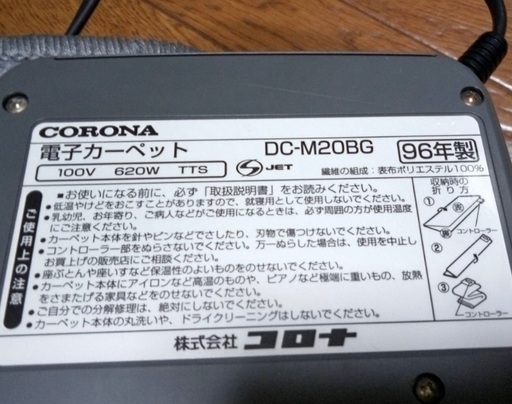 CORONA
電子カーペット DC-M20BG 96年製
100V 620W TTS S JET 繊維の組成:表布ポリエステル100%
ご使用上の注意
■お使いになる前に、必ず「取扱説明書」をお読みください。
●低温やけどをおこすことがありますので、就寝用として使用しないでください。
●乳幼児、お年寄り、ご病人などがご使用になるときは、必ず周囲の方が使用温度
にご注意ください。
●カーペット本体を針やピンなどでさしたり、刃物で傷つけないでください。
●コントローラー部をぬらさないでください。万一ぬらした場合は、使用を中止し
お買上げの販売店にご相談ください。
●座ぶとんや座いすなど保温性のよいものをのせないでください。
●カーペット本体にアイロンなど高温のものや、ピアノなど極端に重いもの、放熱
をさまたげる家具などをのせないでください。
●ご自分での分解修理は、絶対にしないでください。
●カーペット本体の丸洗いや、ドライクリーニングはしないでください。
収納時の
折り方
①
コントローラー
②
③
コントローラー
株式会社 コロナ